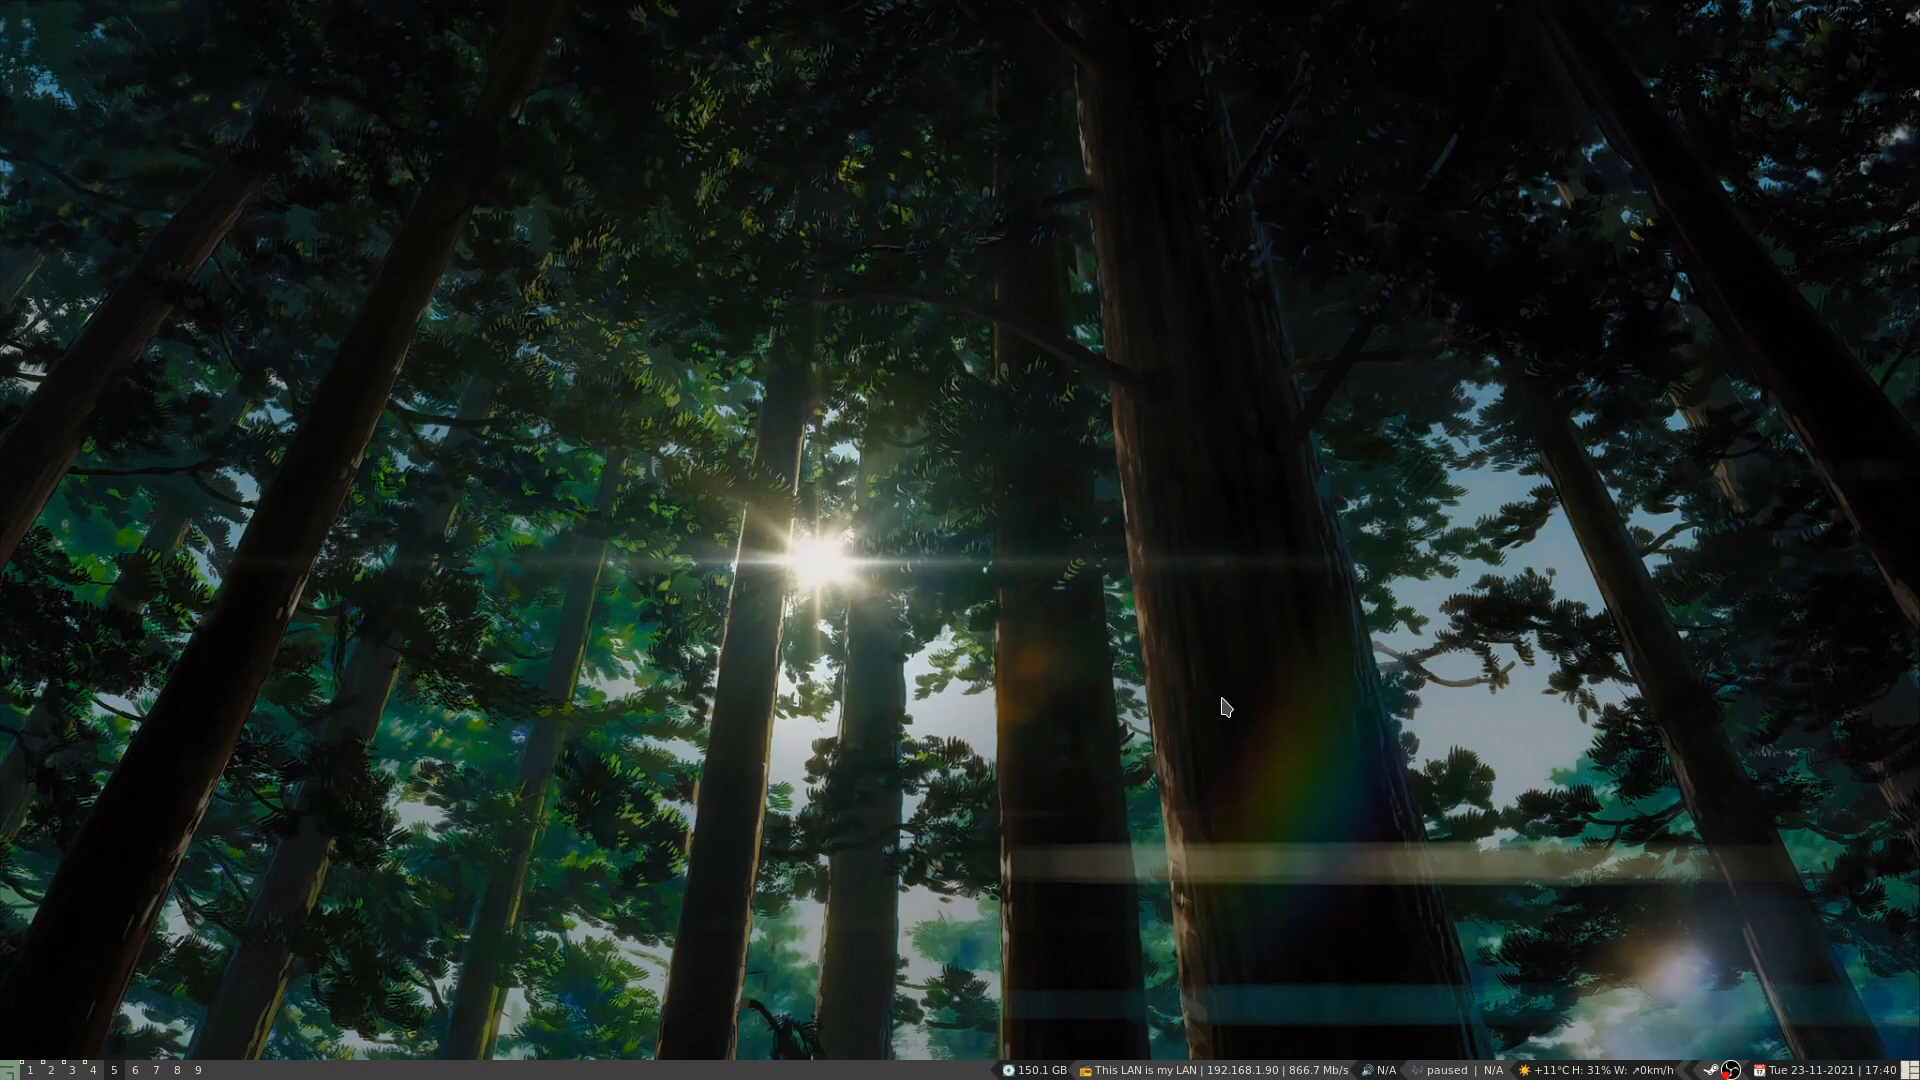 1 2 3 4 5 6 7 8 9 150.1 GB This LAN is my LAN | 192.168.1.90 | 866.7 Mb/s N/A paused | N/A +11°C H: 31% W: ↗0km/h Tue 23-11-2021 | 17:40